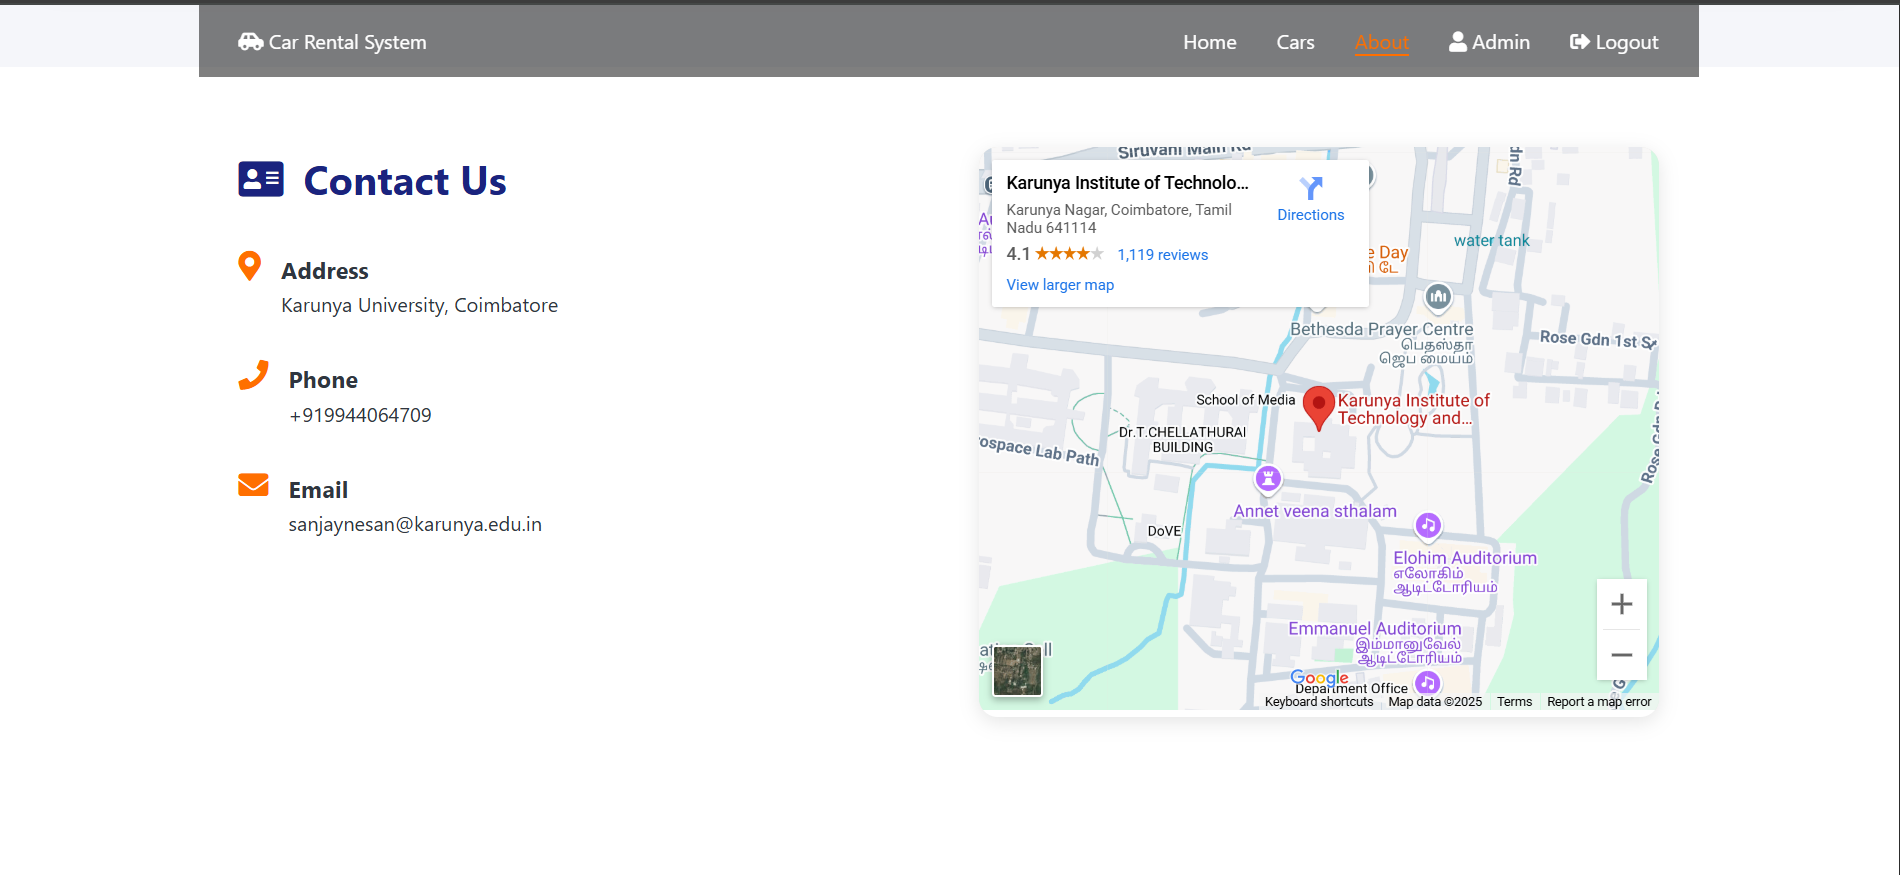 Car Rental System
Home Cars About Admin Logout
Contact Us
Address
Karunya University, Coimbatore
Phone
+919944064709
Email
sanjaynesan@karunya.edu.in
Siruvani Main Rd
Karunya Institute of Technolo...
Karunya Nagar, Coimbatore, Tamil
Nadu 641114
4.1 1,119 reviews
View larger map
Directions
water tank
e Day
டே
Bethesda Prayer Centre
பெதஸ்தா
ஜெப மையம்
Rose Gdn 1st St
School of Media
Karunya Institute of
Technology and...
Dr.T.CHELLATHURAI
BUILDING
ospace Lab Path
Rose Gdn
Annet veena sthalam
DoVE
Elohim Auditorium
எலோகிம்
ஆடிட்டோரியம்
Emmanuel Auditorium
இம்மானுவேல்
ஆடிட்டோரியம்
Google
Department Office
Keyboard shortcuts Map data ©2025 Terms Report a map error